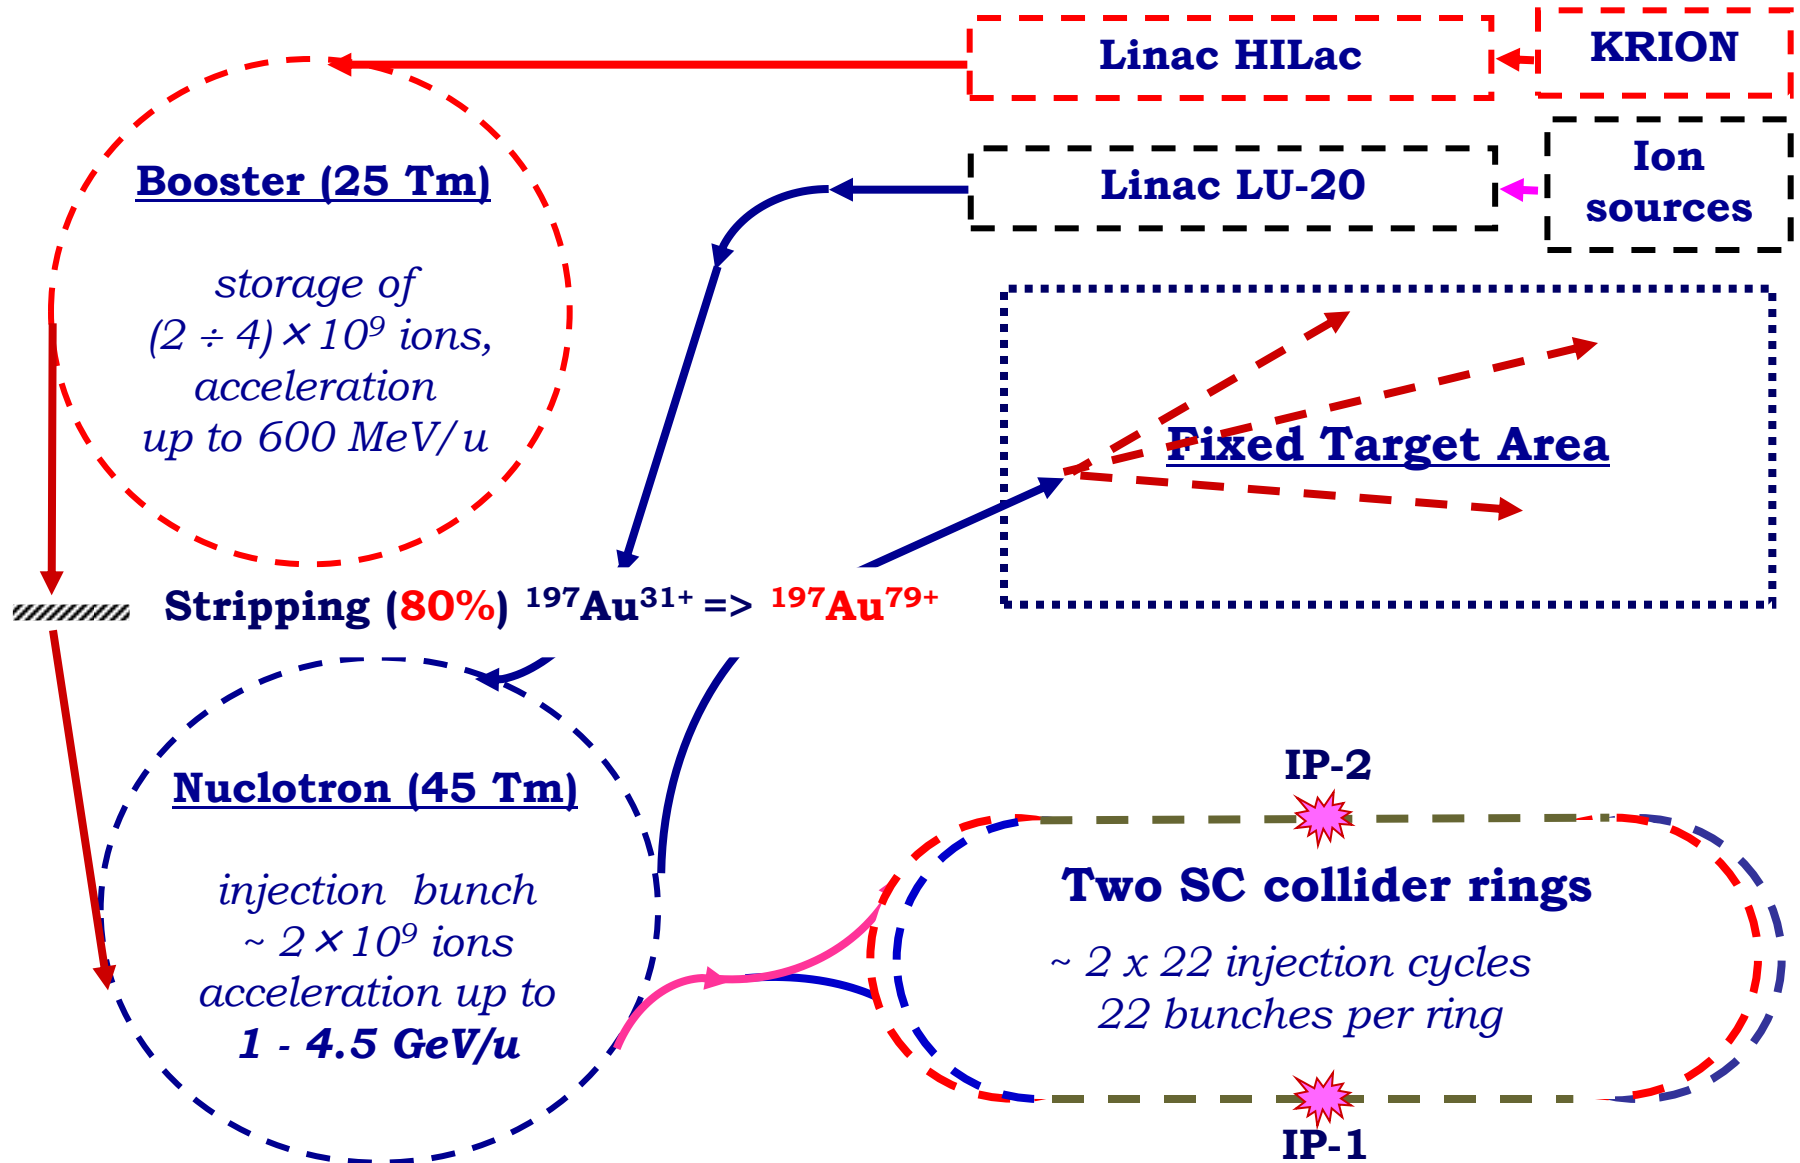 Linac HILac
KRION
Linac LU-20
Ion
sources
Booster (25 Tm)
storage of
(2 ÷ 4) × 10⁹ ions,
acceleration
up to 600 MeV/u
Fixed Target Area
Stripping (80%) ¹⁹⁷Au³¹⁺ => ¹⁹⁷Au⁷⁹⁺
Nuclotron (45 Tm)
injection bunch
~ 2 × 10⁹ ions
acceleration up to
1 - 4.5 GeV/u
IP-2
Two SC collider rings
~ 2 x 22 injection cycles
22 bunches per ring
IP-1